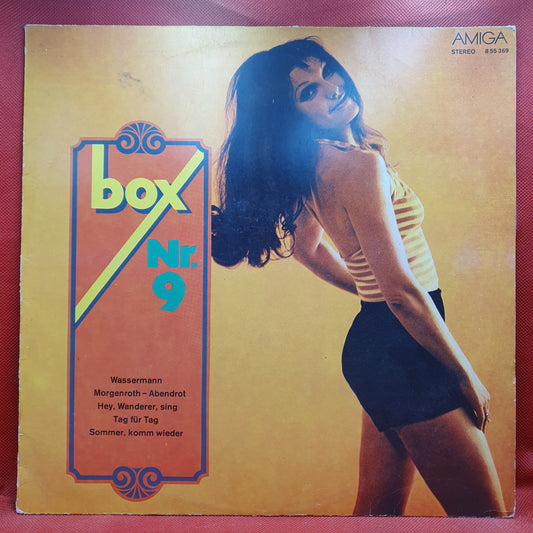 AMIGA
STEREO 8 55 369
box
Nr.
9
Wassermann
Morgenroth – Abendrot
Hey, Wanderer, sing
Tag für Tag
Sommer, komm wieder